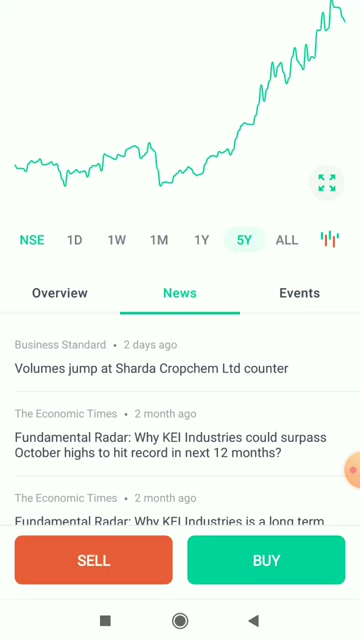 NSE 1D 1W 1M 1Y 5Y ALL
Overview News Events
Business Standard • 2 days ago
Volumes jump at Sharda Cropchem Ltd counter
The Economic Times • 2 month ago
Fundamental Radar: Why KEI Industries could surpass
October highs to hit record in next 12 months?
The Economic Times • 2 month ago
Fundamental Radar: Why KEI Industries is a long term
SELL BUY